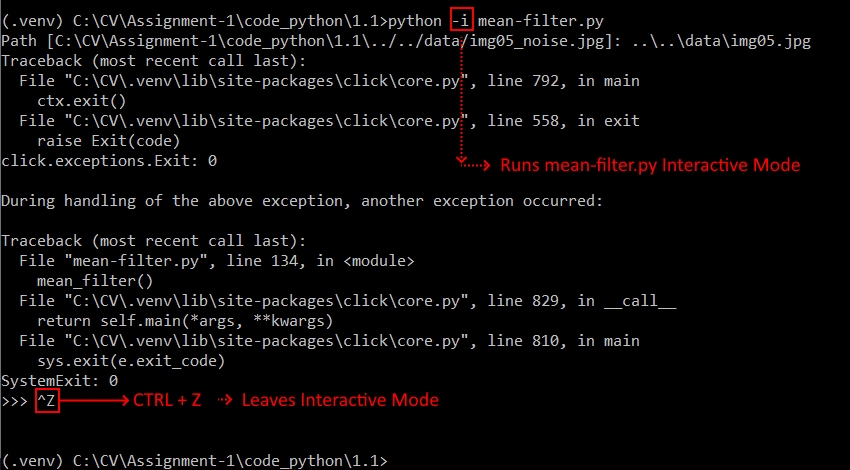 (.venv) C:\CV\Assignment-1\code_python\1.1>python -i mean-filter.py
Path [C:\CV\Assignment-1\code_python\1.1\../../data/img05_noise.jpg]: ..\..\data\img05.jpg
Traceback (most recent call last):
  File "C:\CV\.venv\lib\site-packages\click\core.py", line 792, in main
    ctx.exit()
  File "C:\CV\.venv\lib\site-packages\click\core.py", line 558, in exit
    raise Exit(code)
click.exceptions.Exit: 0
Runs mean-filter.py Interactive Mode
During handling of the above exception, another exception occurred:
Traceback (most recent call last):
  File "mean-filter.py", line 134, in <module>
    mean_filter()
  File "C:\CV\.venv\lib\site-packages\click\core.py", line 829, in __call__
    return self.main(*args, **kwargs)
  File "C:\CV\.venv\lib\site-packages\click\core.py", line 810, in main
    sys.exit(e.exit_code)
SystemExit: 0
>>> ^Z CTRL + Z Leaves Interactive Mode
(.venv) C:\CV\Assignment-1\code_python\1.1>